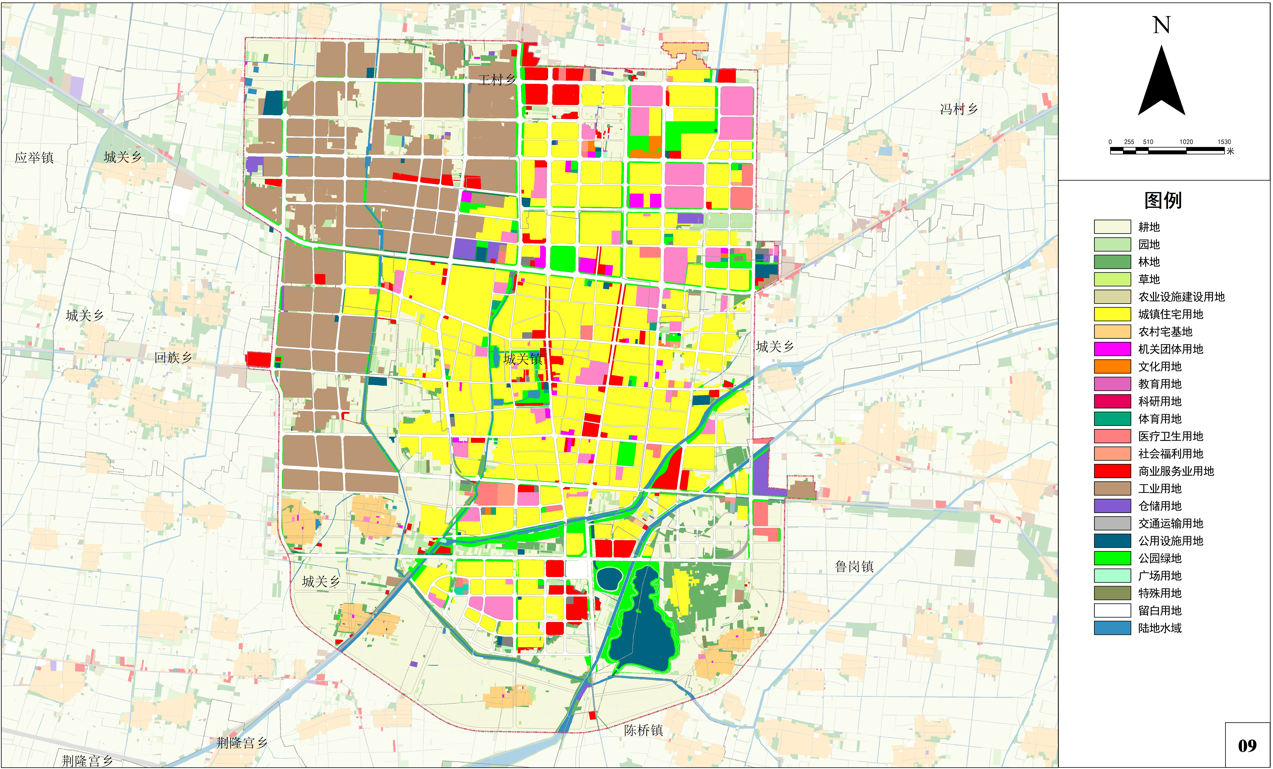 王村乡
冯村乡
应举镇
城关乡
城关乡
回族乡
城关镇
城关乡
城关乡
鲁岗镇
陈桥镇
荆隆宫乡
荆隆宫乡
N
0 255 510 1020 1530
米
图例
耕地
园地
林地
草地
农业设施建设用地
城镇住宅用地
农村宅基地
机关团体用地
文化用地
教育用地
科研用地
体育用地
医疗卫生用地
社会福利用地
商业服务业用地
工业用地
仓储用地
交通运输用地
公用设施用地
公园绿地
广场用地
特殊用地
留白用地
陆地水域
09